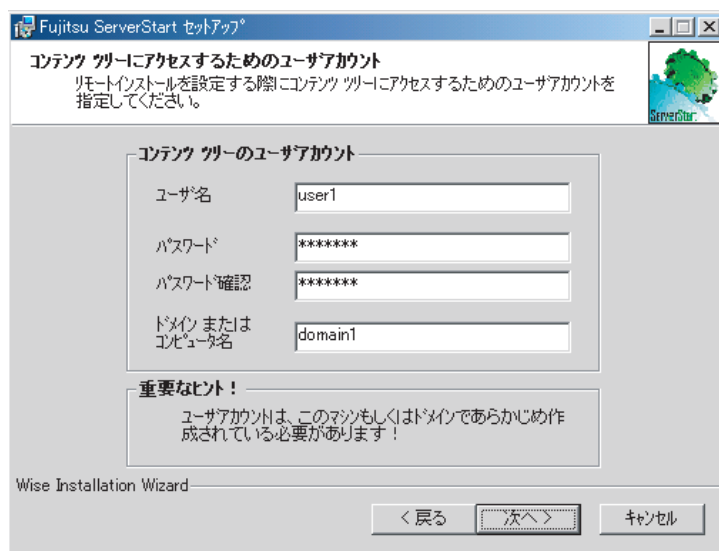 Fujitsu ServerStart ｾｯﾄｱｯﾌﾟ
ｺﾝﾃﾝﾂ ﾂﾘｰにｱｸｾｽするためのﾕｰｻﾞｱｶｳﾝﾄ
ﾘﾓｰﾄｲﾝｽﾄｰﾙを設定する際にｺﾝﾃﾝﾂ ﾂﾘｰにｱｸｾｽするためのﾕｰｻﾞｱｶｳﾝﾄを
指定してください。
ServerStart
ｺﾝﾃﾝﾂ ﾂﾘｰのﾕｰｻﾞｱｶｳﾝﾄ
ﾕｰｻﾞ名
user1
ﾊﾟｽﾜｰﾄﾞ
*******
ﾊﾟｽﾜｰﾄﾞ確認
*******
ﾄﾞﾒｲﾝ または
ｺﾝﾋﾟｭｰﾀ名
domain1
重要なﾋﾝﾄ！
ﾕｰｻﾞｱｶｳﾝﾄは、このﾏｼﾝもしくはﾄﾞﾒｲﾝであらかじめ作
成されている必要があります！
Wise Installation Wizard
< 戻る
次へ >
ｷｬﾝｾﾙ